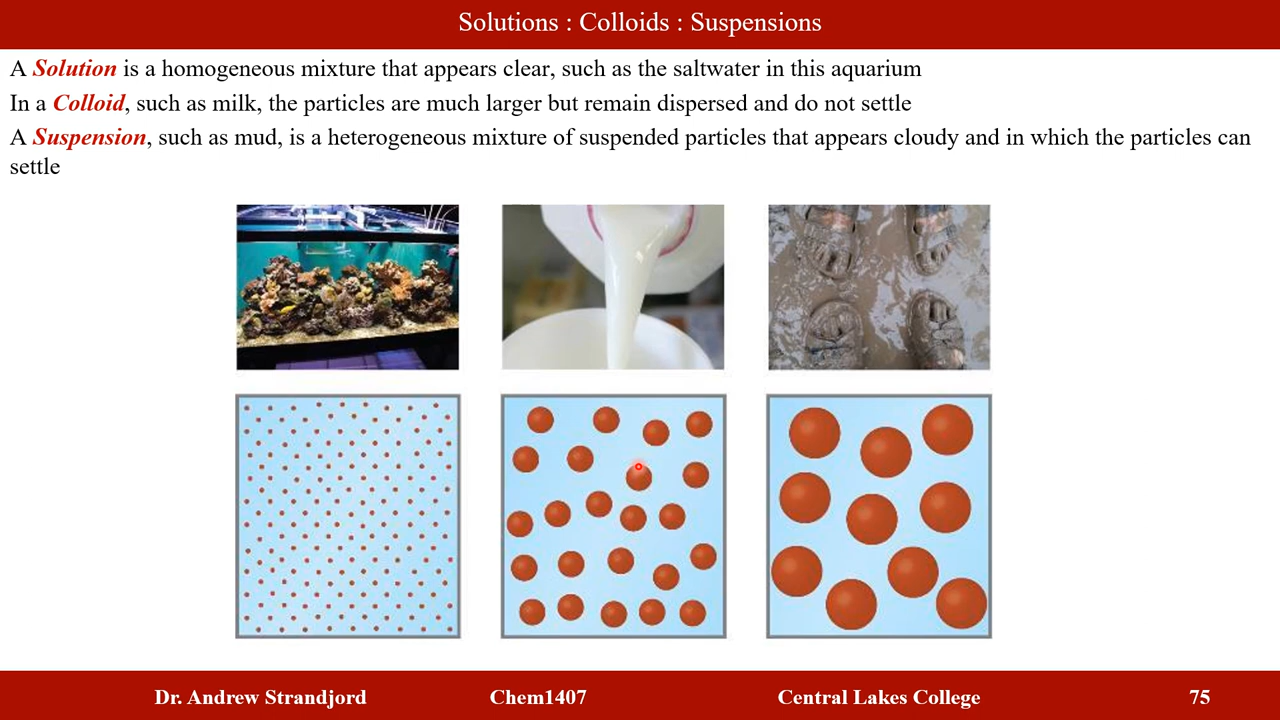 Solutions : Colloids : Suspensions
A Solution is a homogeneous mixture that appears clear, such as the saltwater in this aquarium
In a Colloid, such as milk, the particles are much larger but remain dispersed and do not settle
A Suspension, such as mud, is a heterogeneous mixture of suspended particles that appears cloudy and in which the particles can
settle
Dr. Andrew Strandjord Chem1407 Central Lakes College 75